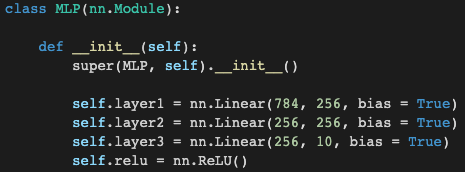 class MLP(nn.Module):
    def __init__(self):
        super(MLP, self).__init__()
        self.layer1 = nn.Linear(784, 256, bias = True)
        self.layer2 = nn.Linear(256, 256, bias = True)
        self.layer3 = nn.Linear(256, 10, bias = True)
        self.relu = nn.ReLU()